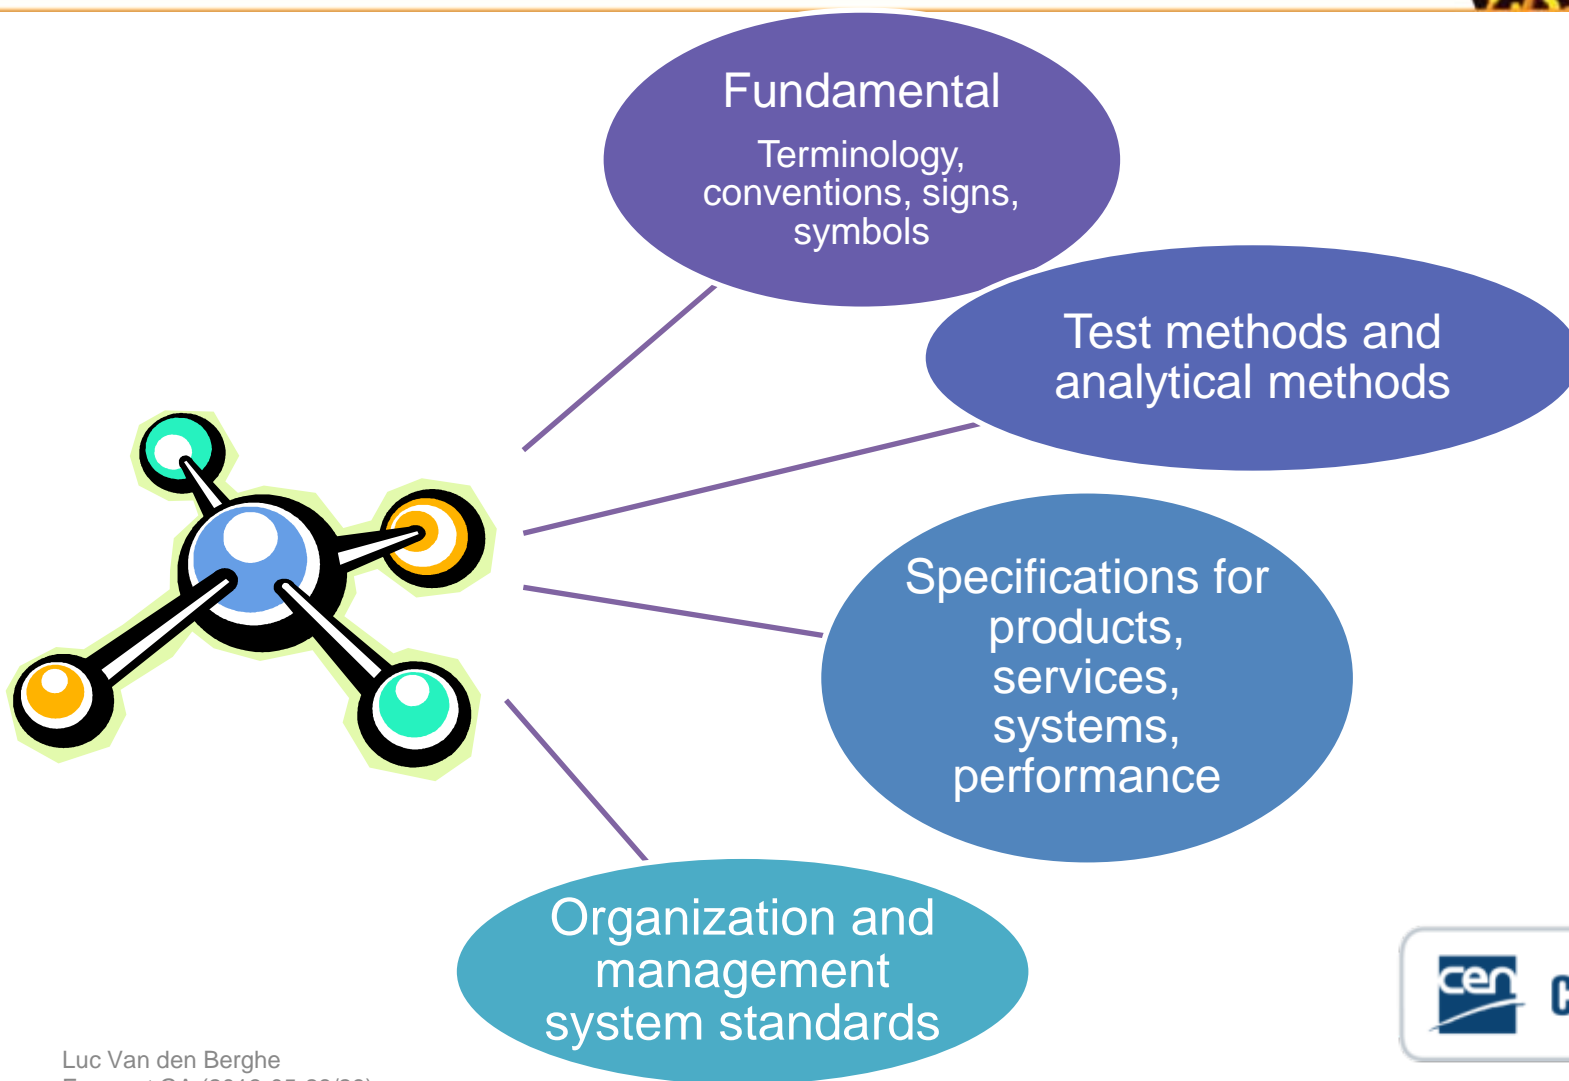 Fundamental
Terminology,
conventions, signs,
symbols
Test methods and
analytical methods
Specifications for
products,
services,
systems,
performance
Organization and
management
system standards
cen
Luc Van den Berghe